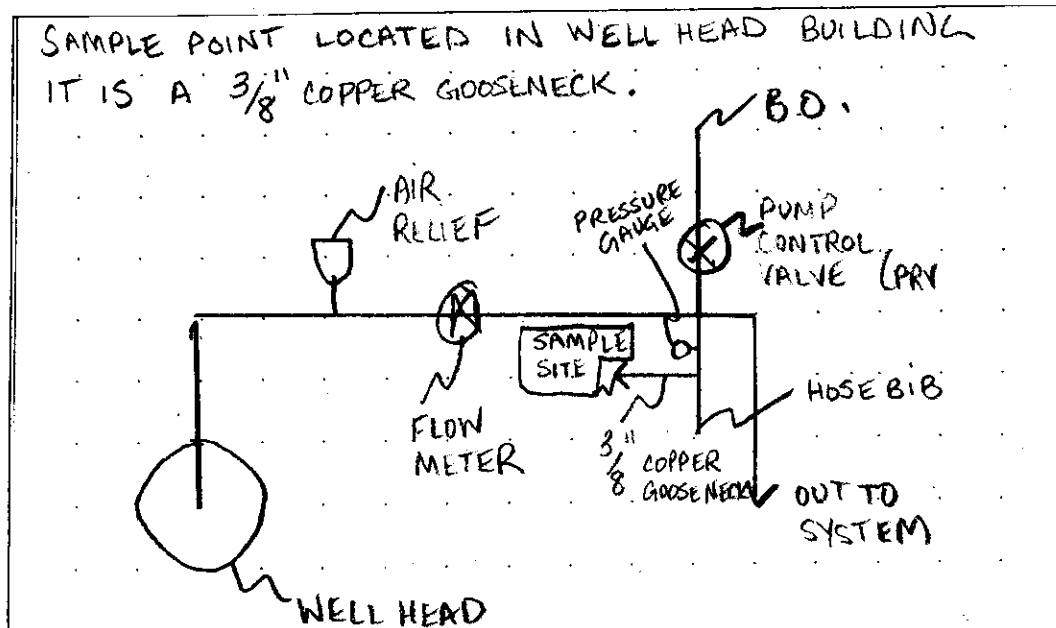 SAMPLE POINT LOCATED IN WELL HEAD BUILDING
IT IS A 3/8" COPPER GOOSENECK.
B.O.
AIR
RELIEF
PRESSURE
GAUGE
PUMP
CONTROL
VALVE (PRV
SAMPLE
SITE
FLOW
METER
3/8" COPPER
GOOSENECK
HOSE BIB
OUT TO
SYSTEM
WELL HEAD